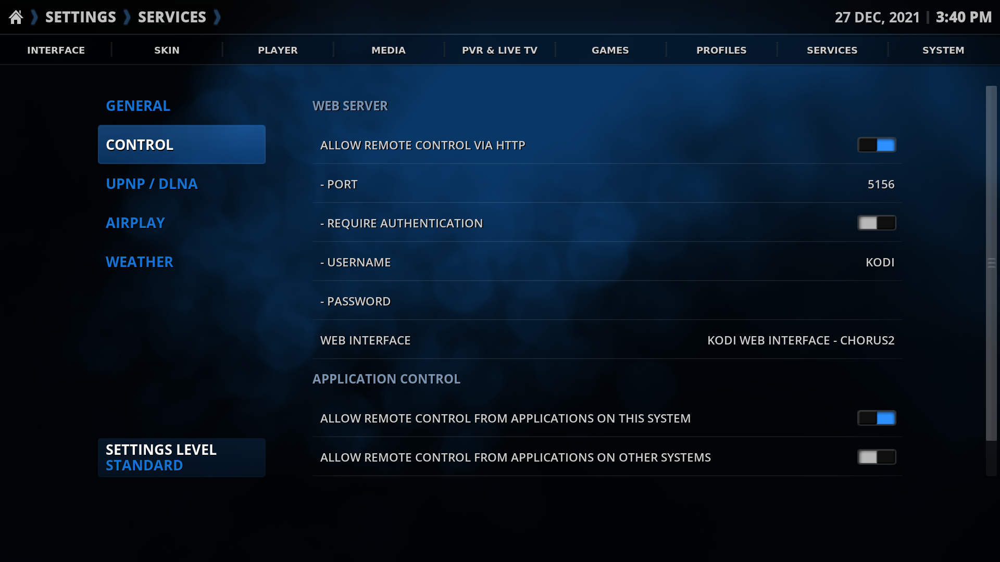 SETTINGS SERVICES
27 DEC, 2021 | 3:40 PM
INTERFACE SKIN PLAYER MEDIA PVR & LIVE TV GAMES PROFILES SERVICES SYSTEM
GENERAL
CONTROL
UPNP / DLNA
AIRPLAY
WEATHER
SETTINGS LEVEL
STANDARD
WEB SERVER
ALLOW REMOTE CONTROL VIA HTTP
- PORT 5156
- REQUIRE AUTHENTICATION
- USERNAME KODI
- PASSWORD
WEB INTERFACE KODI WEB INTERFACE - CHORUS2
APPLICATION CONTROL
ALLOW REMOTE CONTROL FROM APPLICATIONS ON THIS SYSTEM
ALLOW REMOTE CONTROL FROM APPLICATIONS ON OTHER SYSTEMS